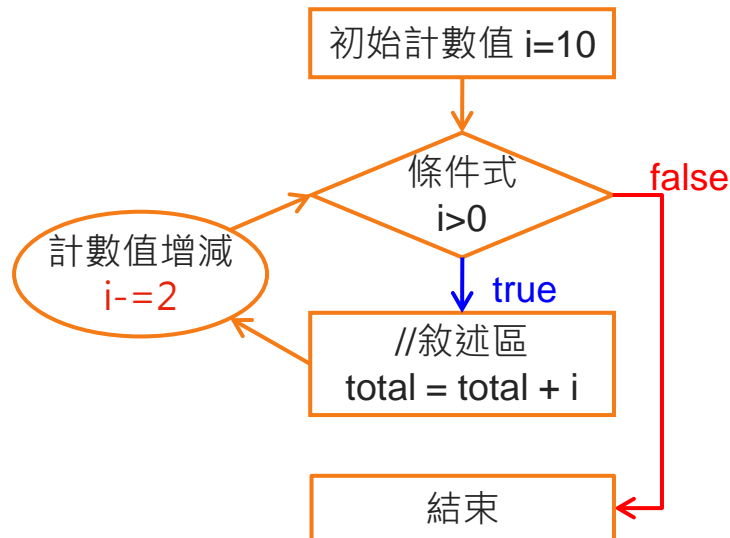 初始計數值 i=10
條件式
i>0
false
計數值增減
i-=2
true
//敘述區
total = total + i
結束